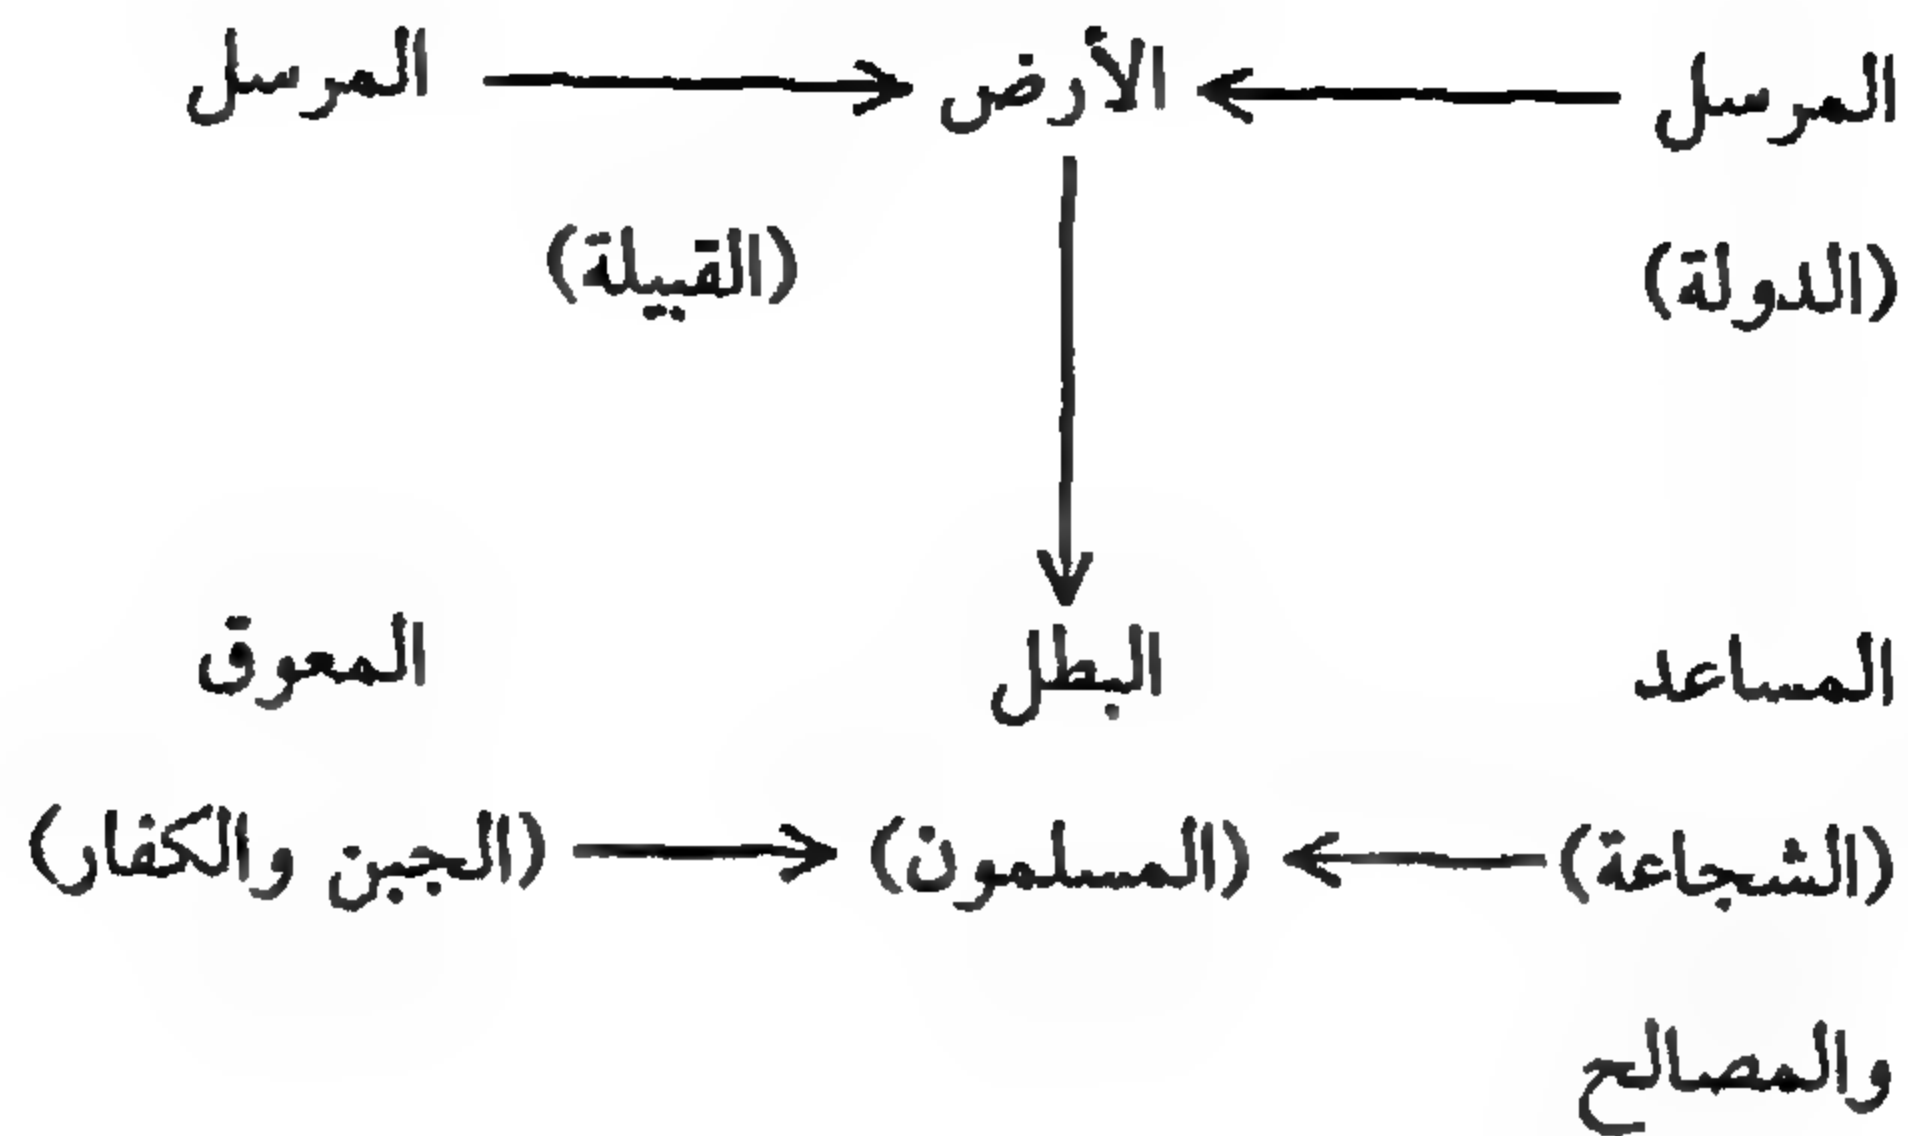 المرسل الأرض المرسل
(الدولة) (القبيلة)
المساعد البطل المعوق
(الشجاعة) (المسلمون) (الجبن والكفار)
والمصالح